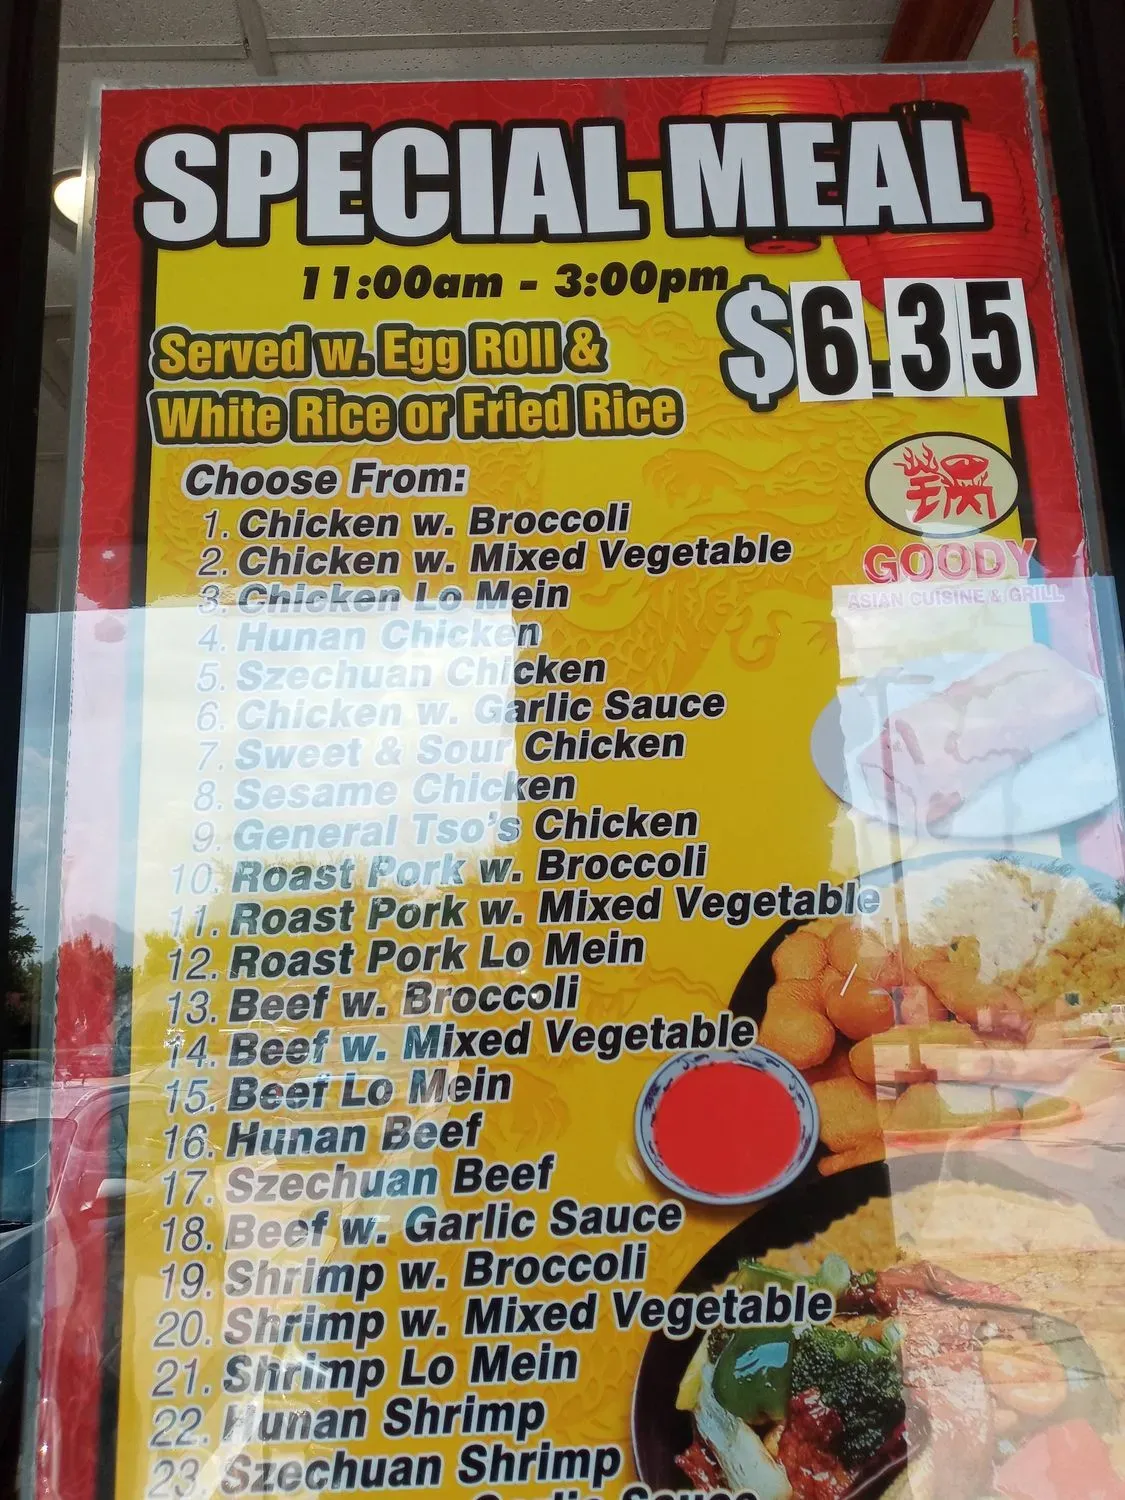 SPECIAL MEAL
11:00am - 3:00pm
$6.35
Served w. Egg ROll &
White Rice or Fried Rice
Choose From:
1. Chicken w. Broccoli
2. Chicken w. Mixed Vegetable
3. Chicken Lo Mein
4. Hunan Chicken
5. Szechuan Chicken
6. Chicken w. Garlic Sauce
7. Sweet & Sour Chicken
8. Sesame Chicken
9. General Tso's Chicken
10. Roast Pork w. Broccoli
11. Roast Pork w. Mixed Vegetable
12. Roast Pork Lo Mein
13. Beef w. Broccoli
14. Beef w. Mixed Vegetable
15. Beef Lo Mein
16. Hunan Beef
17. Szechuan Beef
18. Beef w. Garlic Sauce
19. Shrimp w. Broccoli
20. Shrimp w. Mixed Vegetable
21. Shrimp Lo Mein
22. Hunan Shrimp
23. Szechuan Shrimp
Garlic Sauce
GOODY
ASIAN CUISINE & GRILL